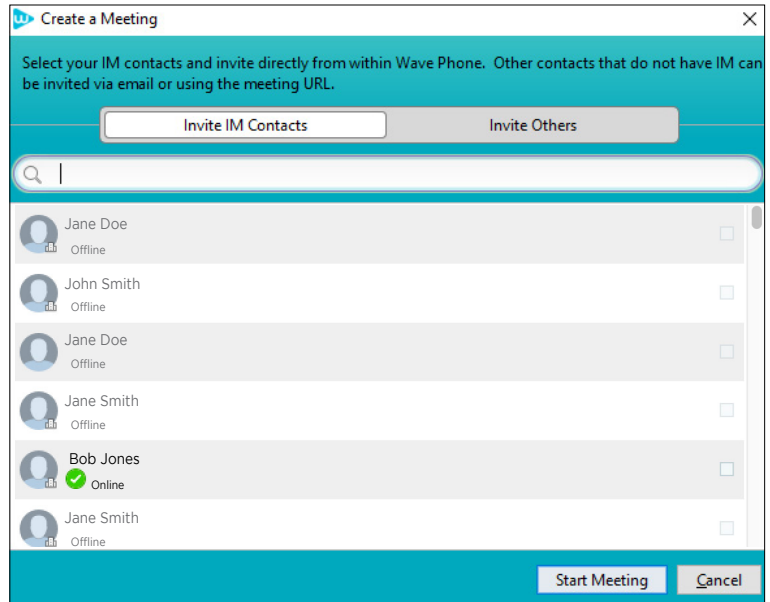 Create a Meeting
Select your IM contacts and invite directly from within Wave Phone. Other contacts that do not have IM can
be invited via email or using the meeting URL.
Invite IM Contacts
Invite Others
Jane Doe
Offline
John Smith
Offline
Jane Doe
Offline
Jane Smith
Offline
Bob Jones
Online
Jane Smith
Offline
Start Meeting
Cancel